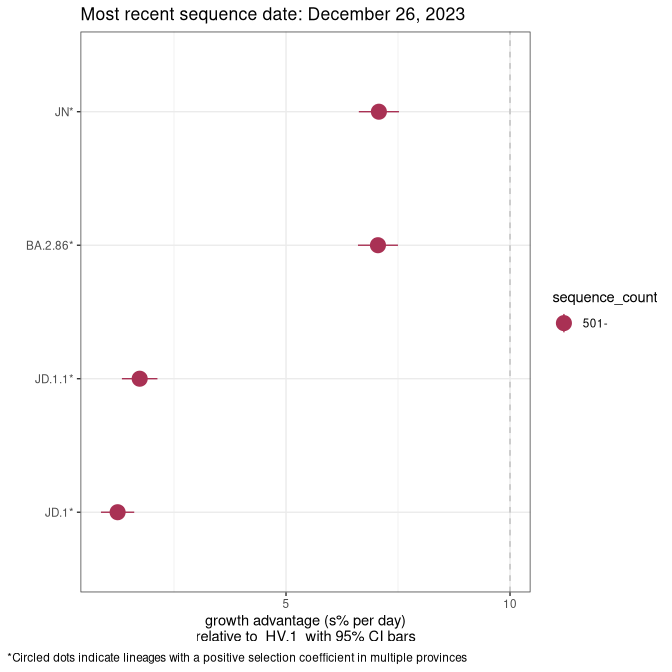 Most recent sequence date: December 26, 2023
JN*
BA.2.86*
JD.1.1*
JD.1*
5
10
growth advantage (s% per day)
relative to  HV.1  with 95% CI bars
sequence_count
501-
*Circled dots indicate lineages with a positive selection coefficient in multiple provinces